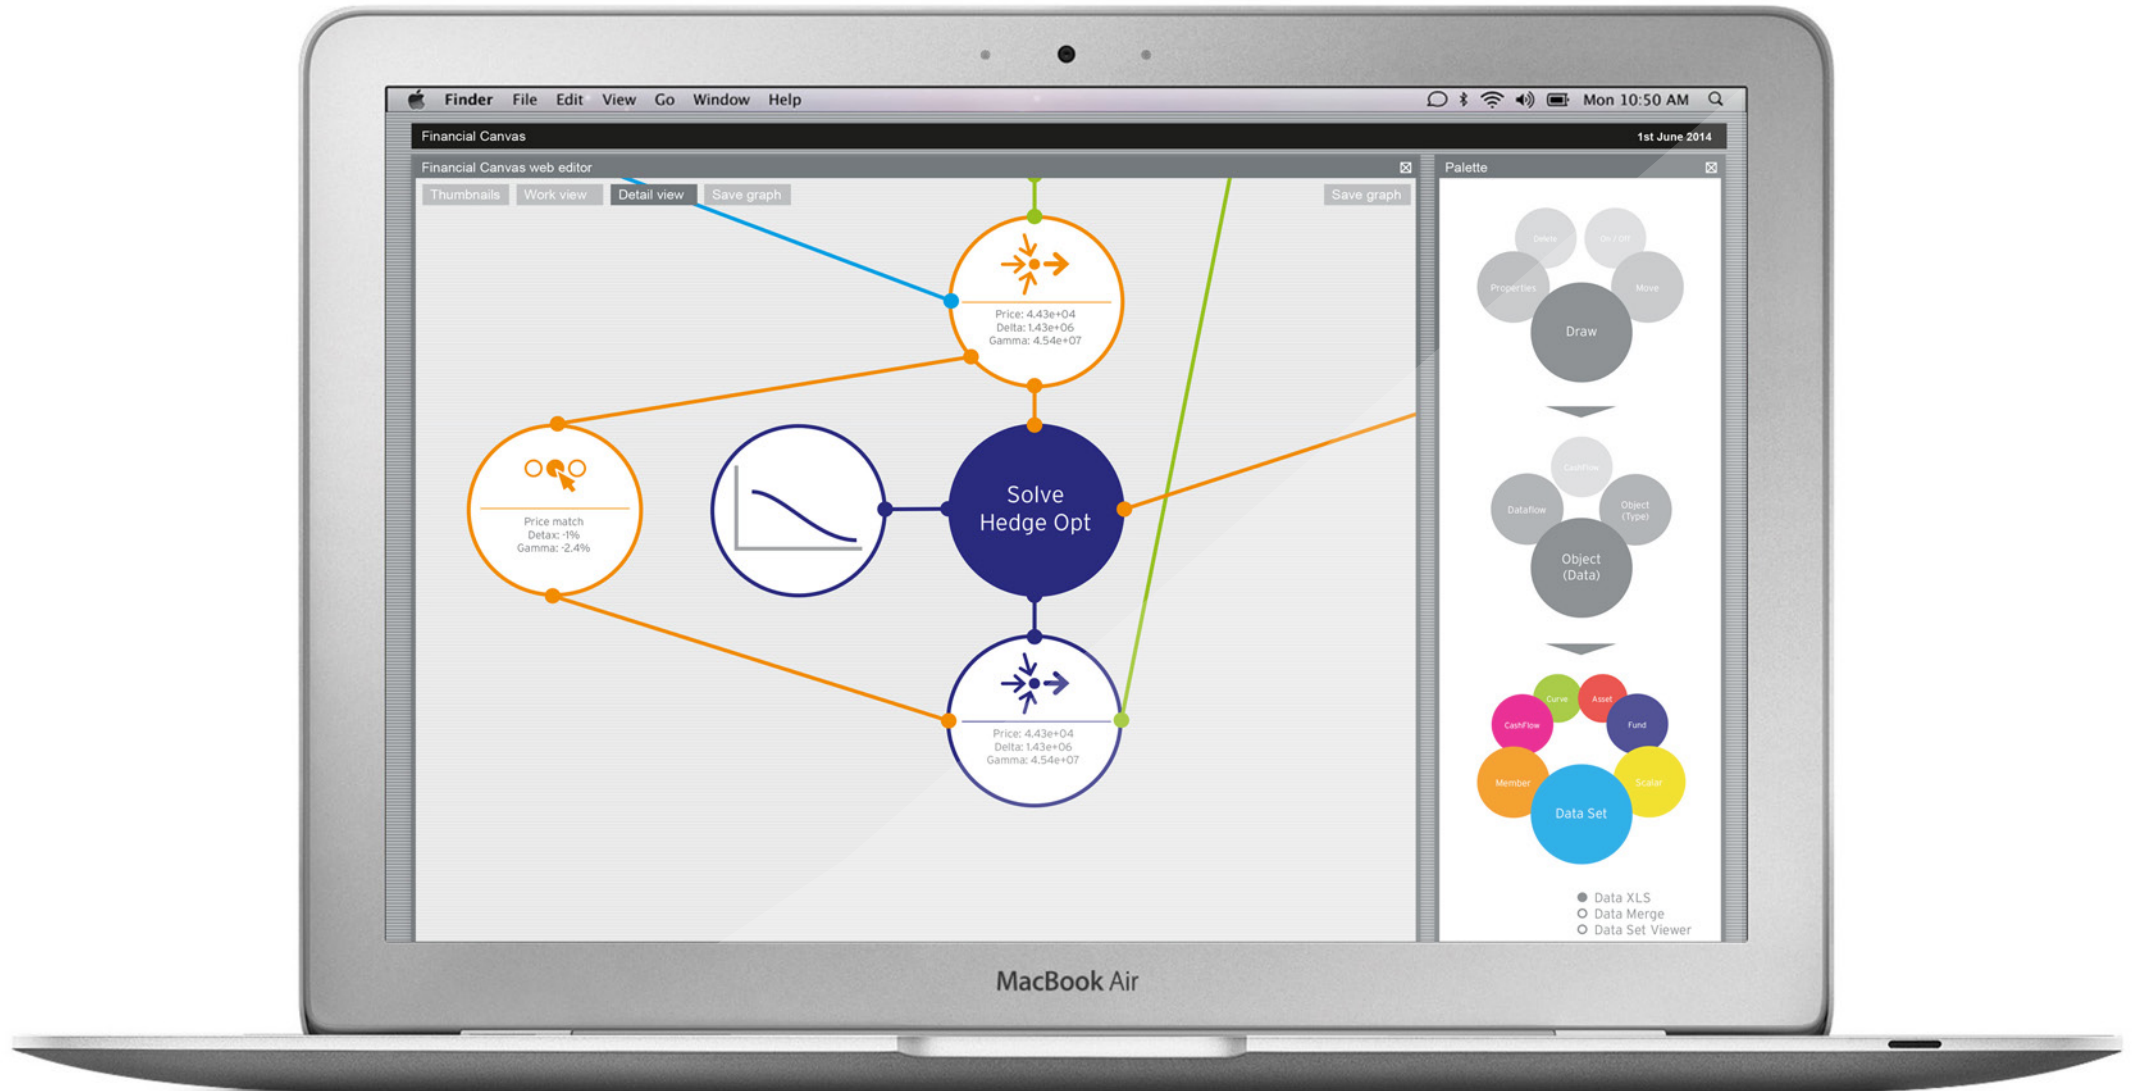 Finder File Edit View Go Window Help
Mon 10:50 AM
Financial Canvas
1st June 2014
Financial Canvas web editor
Thumbnails
Work view
Detail view
Save graph
Save graph
Price: 4.43e+04
Delta: 1.43e+06
Gamma: 4.54e+07
Price match
Detax: -1%
Gamma: -2.4%
Solve
Hedge Opt
Price: 4.43e+04
Delta: 1.43e+06
Gamma: 4.54e+07
Palette
Delete
On / Off
Properties
Move
Draw
CashFlow
Dataflow
Object
(Type)
Object
(Data)
Curve
Asset
CashFlow
Fund
Member
Scalar
Data Set
Data XLS
Data Merge
Data Set Viewer
MacBook Air